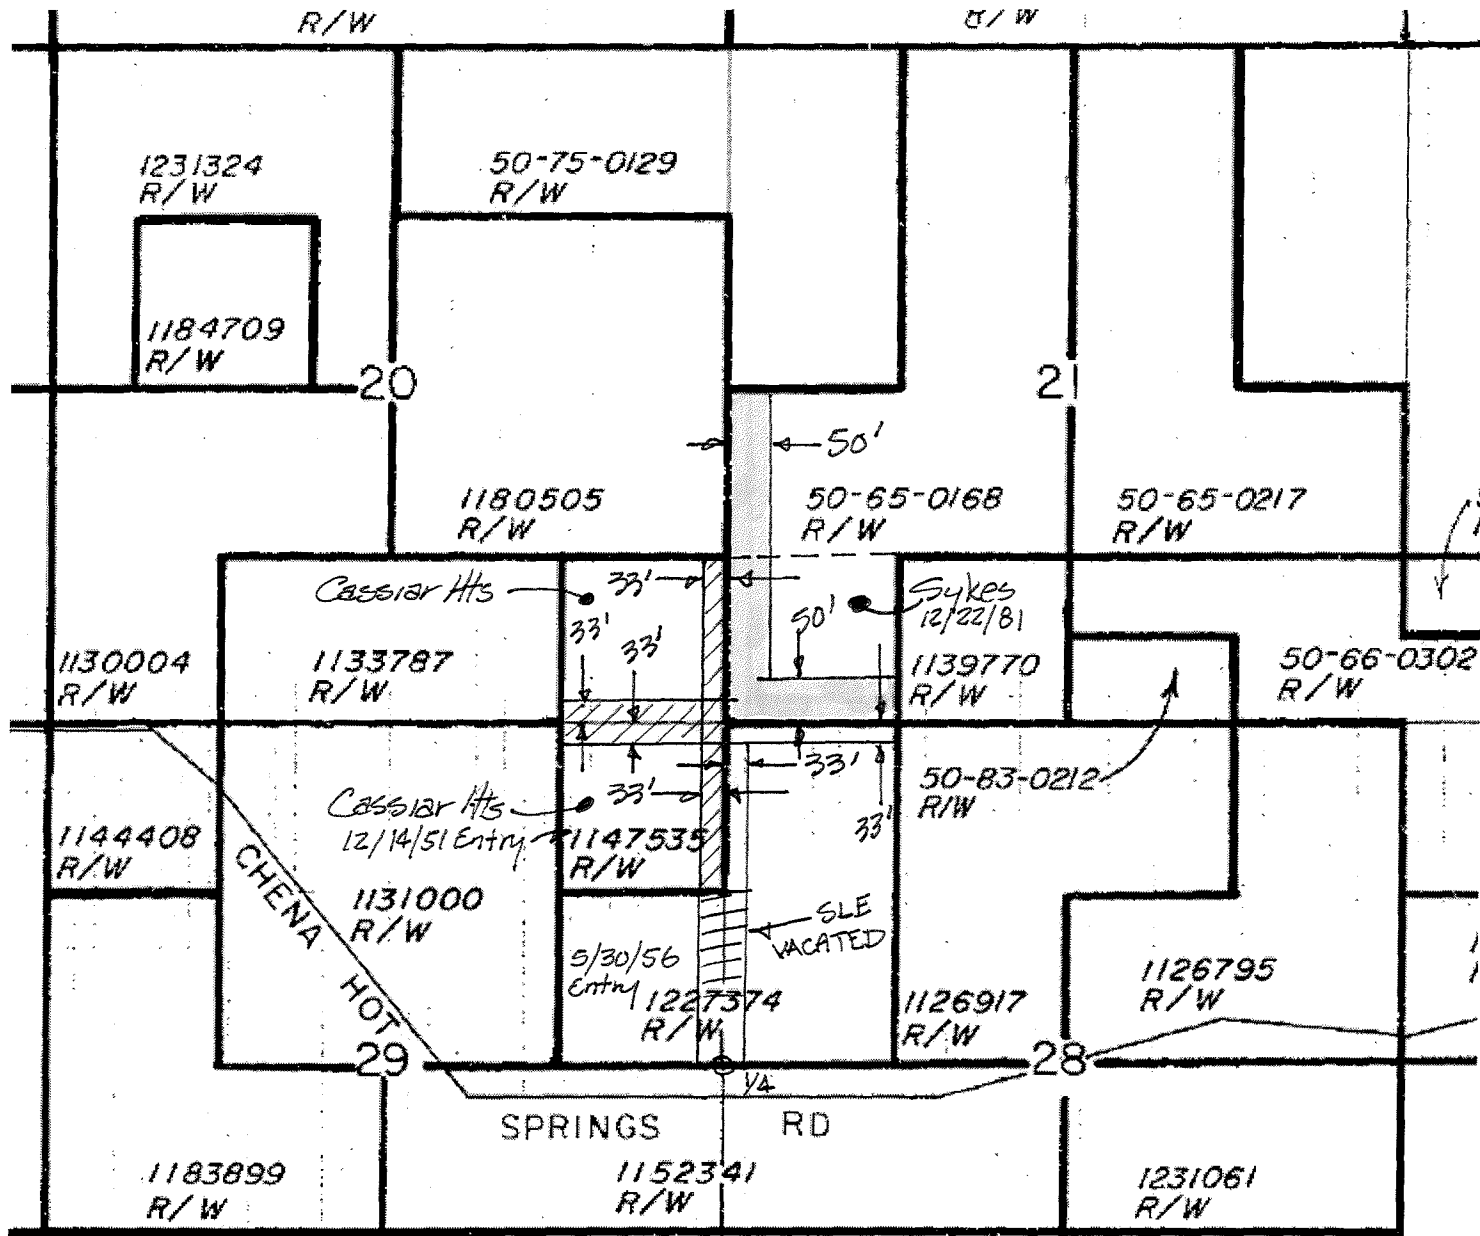 R/W
R/W
1231324
R/W
50-75-0129
R/W
1184709
R/W
20
21
50'
1180505
R/W
50-65-0168
R/W
50-65-0217
R/W
Cassiar Hts
33'
33'
33'
50'
Sykes
12/22/81
1130004
R/W
1133787
R/W
1139770
R/W
50-66-0302
R/W
33'
50-83-0212
R/W
Cassiar Hts
12/14/51 Entry
33'
33'
1144408
R/W
1147535
R/W
CHENA
HOT
SPRINGS
RD
1131000
R/W
SLE
VACATED
5/30/56
Entry
1227374
R/W
1126917
R/W
1126795
R/W
29
28
1/4
1183899
R/W
1152341
R/W
1231061
R/W